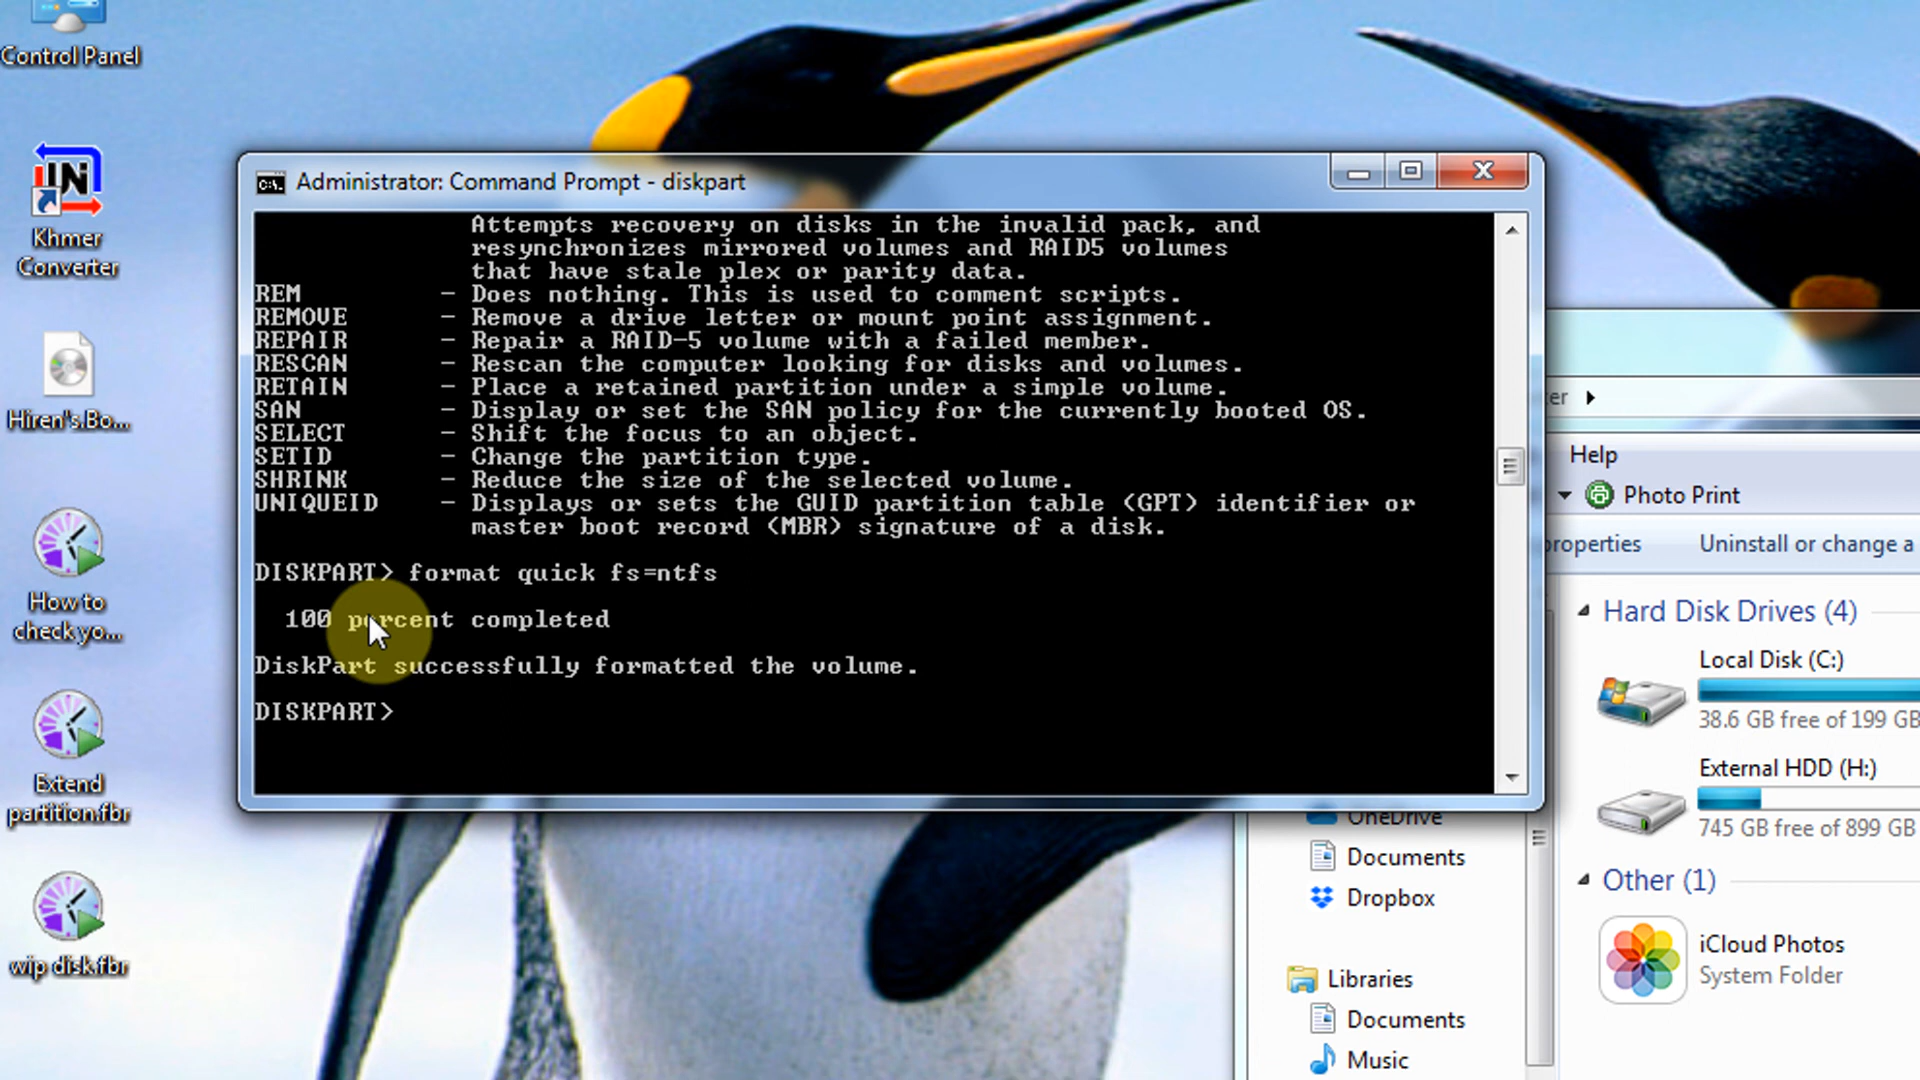 Control Panel
Khmer
Converter
Hiren"s.Bo...
How to
check yo...
Extend
partition.fbr
wip disk.fbr
Administrator: Command Prompt - diskpart
Attempts recovery on disks in the invalid pack, and
resynchronizes mirrored volumes and RAID5 volumes
that have stale plex or parity data.
REM - Does nothing. This is used to comment scripts.
REMOVE - Remove a drive letter or mount point assignment.
REPAIR - Repair a RAID-5 volume with a failed member.
RESCAN - Rescan the computer looking for disks and volumes.
RETAIN - Place a retained partition under a simple volume.
SAN - Display or set the SAN policy for the currently booted OS.
SELECT - Shift the focus to an object.
SETID - Change the partition type.
SHRINK - Reduce the size of the selected volume.
UNIQUEID - Displays or sets the GUID partition table (GPT) identifier or
master boot record (MBR) signature of a disk.
DISKPART> format quick fs=ntfs
100 percent completed
DiskPart successfully formatted the volume.
DISKPART>
er
Help
Photo Print
properties Uninstall or change a
Hard Disk Drives (4)
Local Disk (C:)
38.6 GB free of 199 GB
External HDD (H:)
745 GB free of 899 GB
Other (1)
iCloud Photos
System Folder
OneDrive
Documents
Dropbox
Libraries
Documents
Music